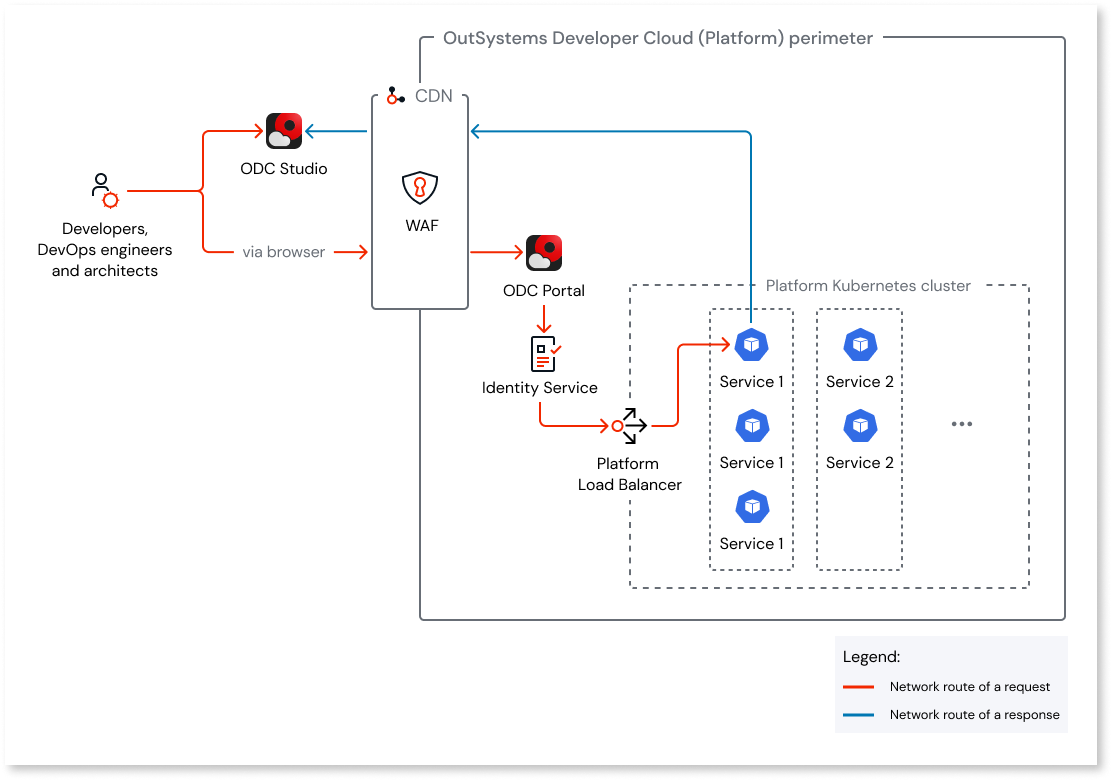 OutSystems Developer Cloud (Platform) perimeter
CDN
ODC Studio
WAF
Developers,
DevOps engineers
and architects
via browser
ODC Portal
Platform Kubernetes cluster
Identity Service
Service 1
Service 2
Service 1
Service 2
Platform
Load Balancer
Service 1
Legend:
Network route of a request
Network route of a response